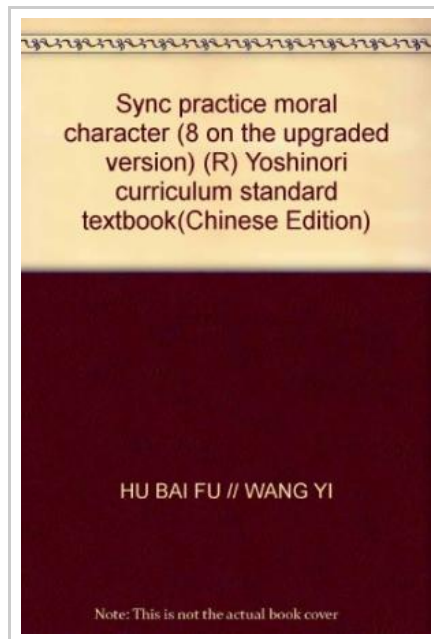 Sync practice moral
character (8 on the upgraded
version) (R) Yoshinori
curriculum standard
textbook(Chinese Edition)
HU BAI FU // WANG YI
Note: This is not the actual book cover